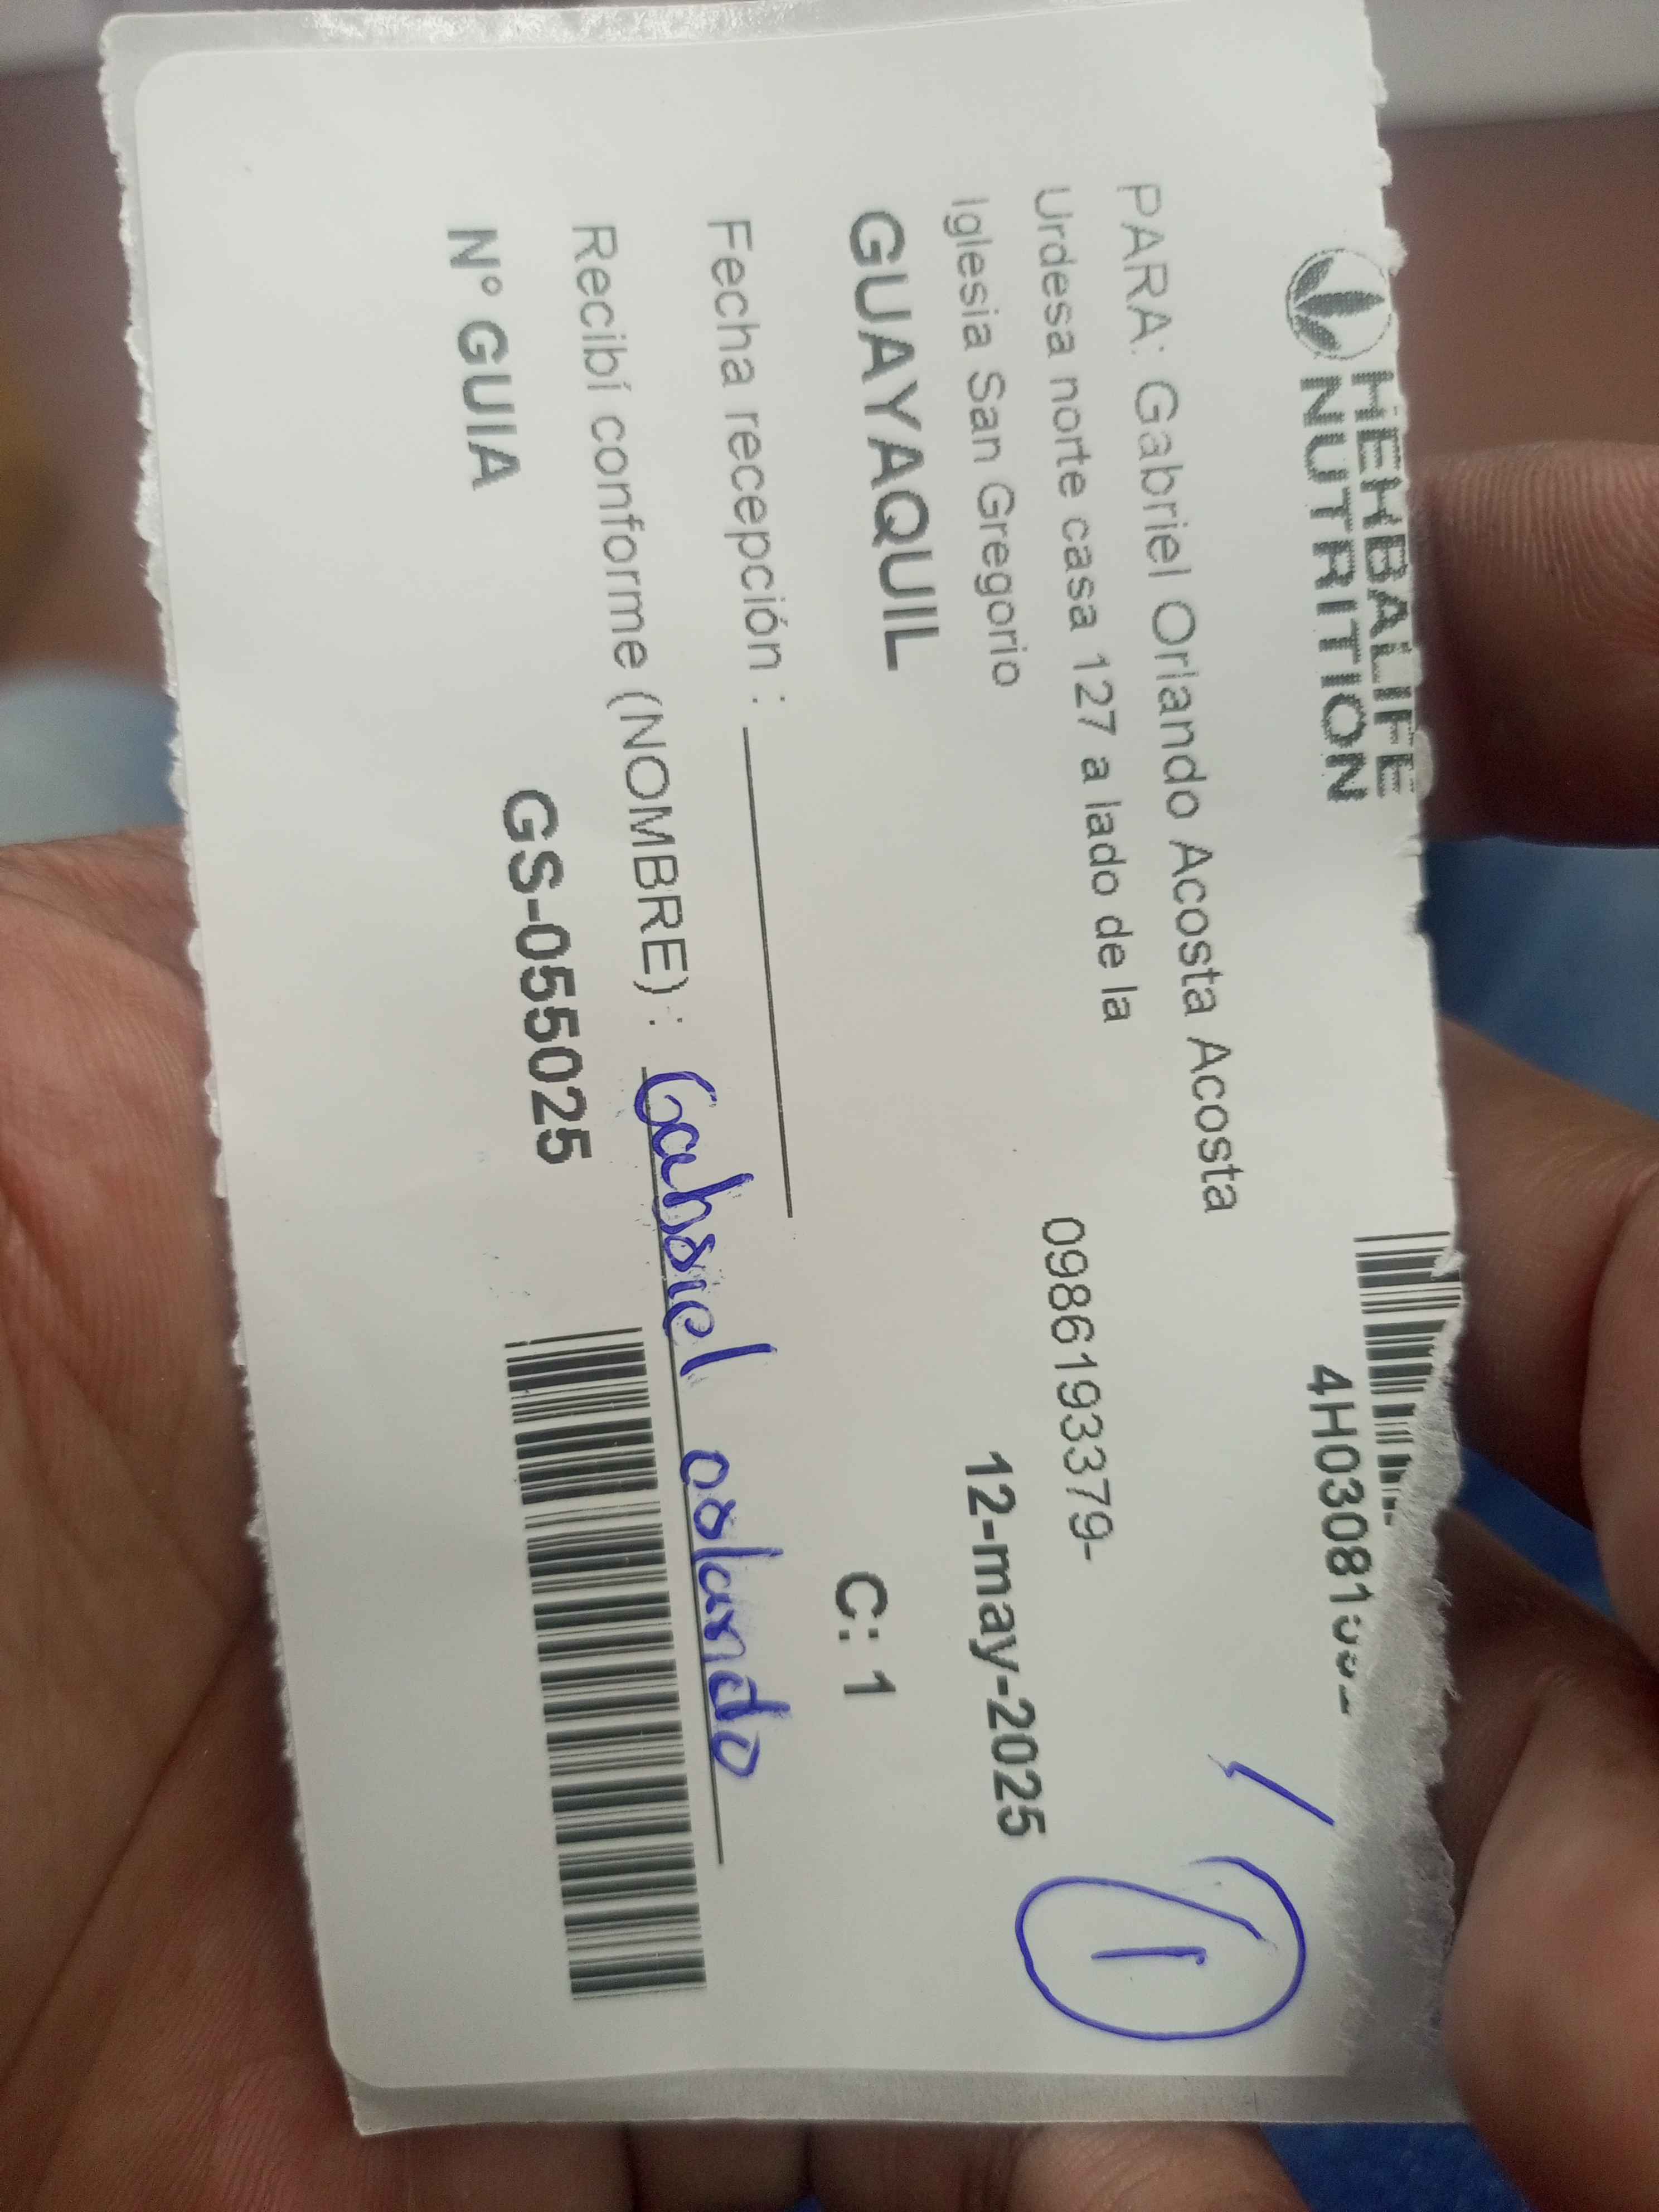 HERBALIFE
NUTRITION
PARA: Gabriel Orlando Acosta Acosta
Urdesa norte casa 127 a lado de la
0986193379-
Iglesia San Gregorio
12-may-2025
GUAYAQUIL
C: 1
Fecha recepción :
Recibí conforme (NOMBRE) : Gabriel orlando
Nº GUIA
GS-055025
1